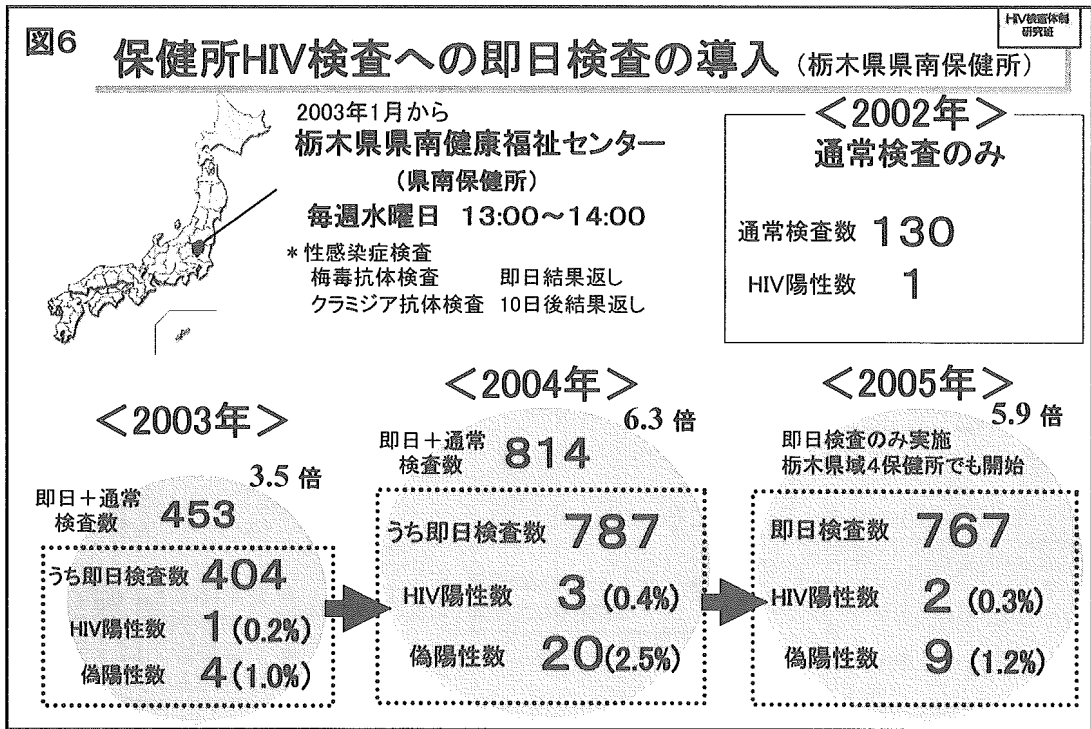 HIV検査体制
研究班
図6
保健所HIV検査への即日検査の導入(栃木県県南保健所)
2003年1月から
栃木県県南健康福祉センター
(県南保健所)
毎週水曜日 13:00～14:00
*性感染症検査
梅毒抗体検査 即日結果返し
クラミジア抗体検査 10日後結果返し
＜2002年＞
通常検査のみ
通常検査数 130
HIV陽性数 1
＜2003年＞
3.5倍
即日＋通常
検査数 453
うち即日検査数 404
HIV陽性数 1(0.2%)
偽陽性数 4(1.0%)
＜2004年＞
6.3倍
即日＋通常
検査数 814
うち即日検査数 787
HIV陽性数 3(0.4%)
偽陽性数 20(2.5%)
＜2005年＞
5.9倍
即日検査のみ実施
栃木県域4保健所でも開始
即日検査数 767
HIV陽性数 2(0.3%)
偽陽性数 9(1.2%)